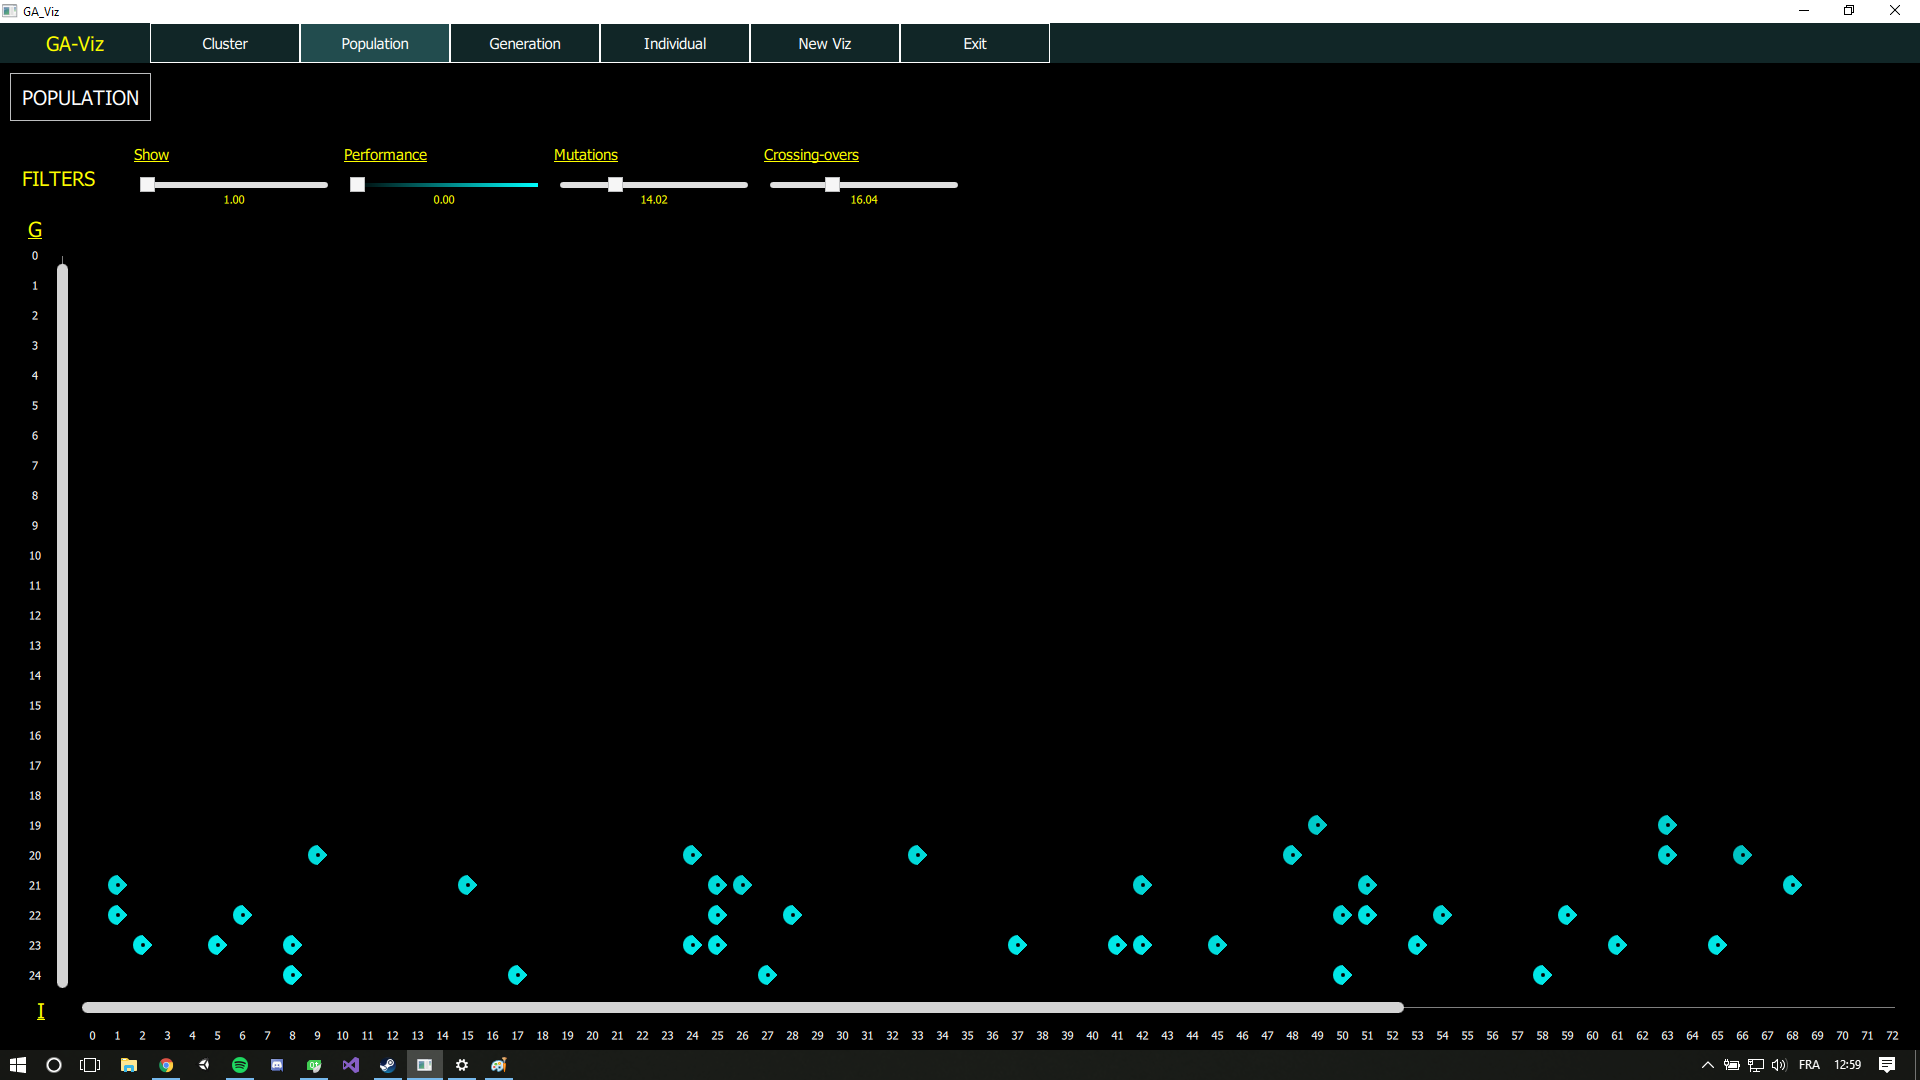 GA_Viz
GA-Viz Cluster Population Generation Individual New Viz Exit
POPULATION
Show Performance Mutations Crossing-overs
FILTERS
1.00 0.00 14.02 16.04
G
0
1
2
3
4
5
6
7
8
9
10
11
12
13
14
15
16
17
18
19
20
21
22
23
24
I
0 1 2 3 4 5 6 7 8 9 10 11 12 13 14 15 16 17 18 19 20 21 22 23 24 25 26 27 28 29 30 31 32 33 34 35 36 37 38 39 40 41 42 43 44 45 46 47 48 49 50 51 52 53 54 55 56 57 58 59 60 61 62 63 64 65 66 67 68 69 70 71 72
FRA 12:59